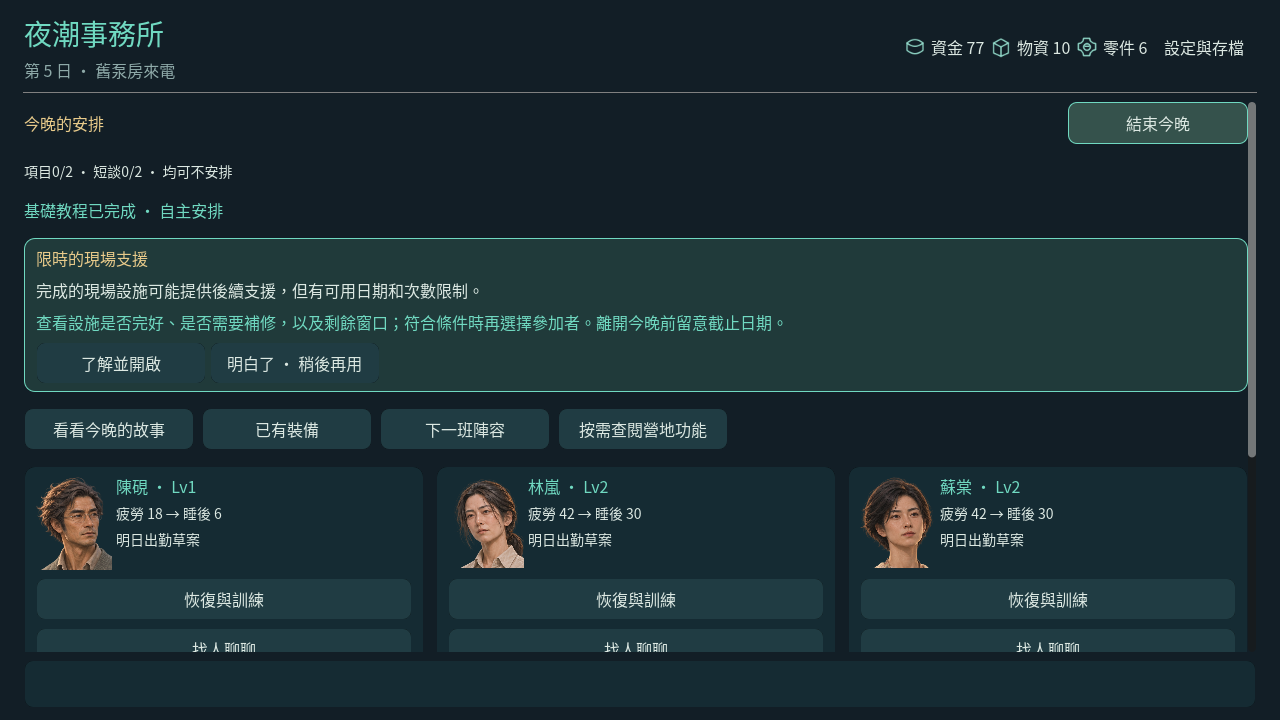 夜潮事務所
第 5 日 · 舊泵房來電
資金 77 物資 10 零件 6 設定與存檔
今晚的安排
結束今晚
項目0/2 · 短談0/2 · 均可不安排
基礎教程已完成 · 自主安排
限時的現場支援
完成的現場設施可能提供後續支援，但有可用日期和次數限制。
查看設施是否完好、是否需要補修，以及剩餘窗口；符合條件時再選擇參加者。離開今晚前留意截止日期。
了解並開啟 明白了 · 稍後再用
看看今晚的故事 已有裝備 下一班陣容 按需查閱營地功能
陳硯 · Lv1
疲勞 18 → 睡後 6
明日出勤草案
恢復與訓練
找人聊聊
林嵐 · Lv2
疲勞 42 → 睡後 30
明日出勤草案
恢復與訓練
找人聊聊
蘇棠 · Lv2
疲勞 42 → 睡後 30
明日出勤草案
恢復與訓練
找人聊聊